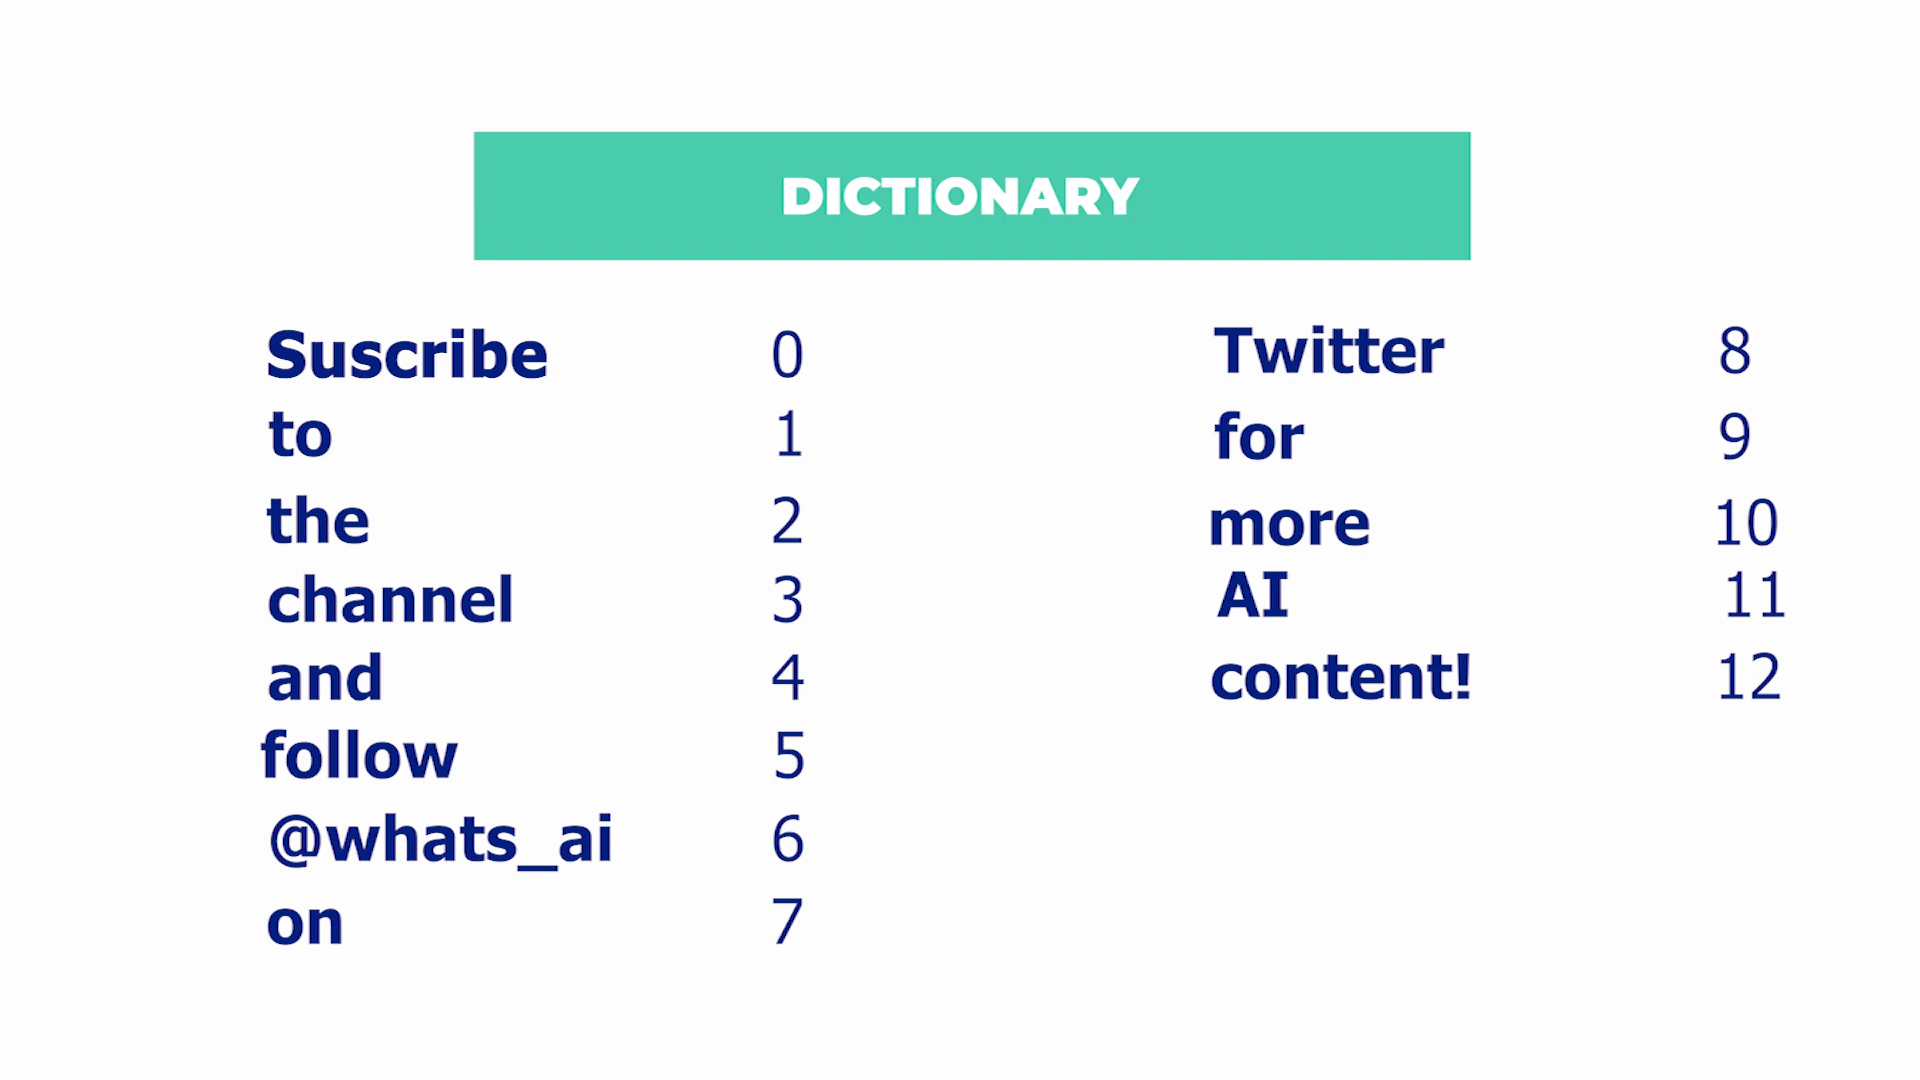 DICTIONARY
Suscribe 0
to 1
the 2
channel 3
and 4
follow 5
@whats_ai 6
on 7
Twitter 8
for 9
more 10
AI 11
content! 12